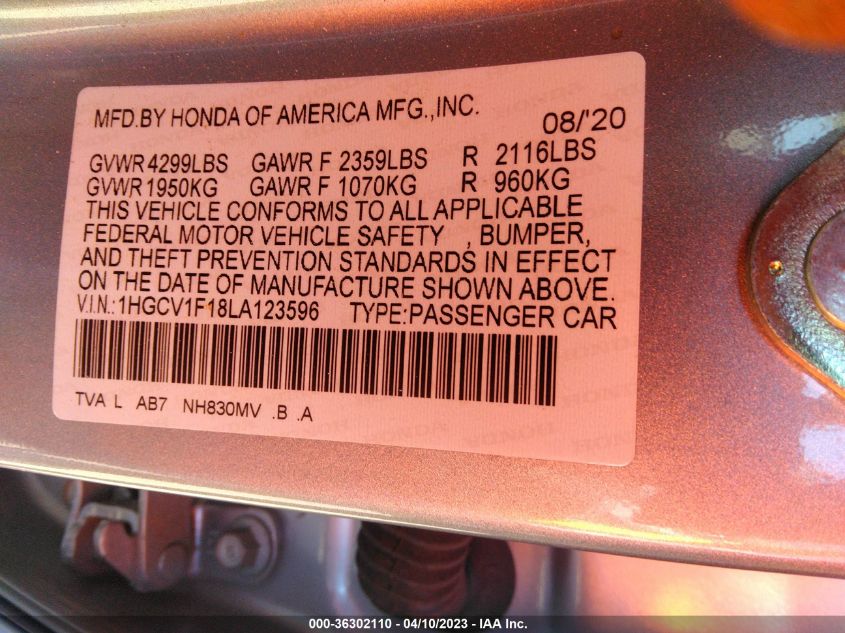 MFD.BY HONDA OF AMERICA MFG.,INC. 08/'20
GVWR 4299LBS GAWR F 2359LBS R 2116LBS
GVWR 1950KG GAWR F 1070KG R 960KG
THIS VEHICLE CONFORMS TO ALL APPLICABLE
FEDERAL MOTOR VEHICLE SAFETY , BUMPER,
AND THEFT PREVENTION STANDARDS IN EFFECT
ON THE DATE OF MANUFACTURE SHOWN ABOVE.
V.I.N.:1HGCV1F18LA123596 TYPE:PASSENGER CAR
TVA L AB7 NH830MV .B .A
000-36302110 - 04/10/2023 - IAA Inc.